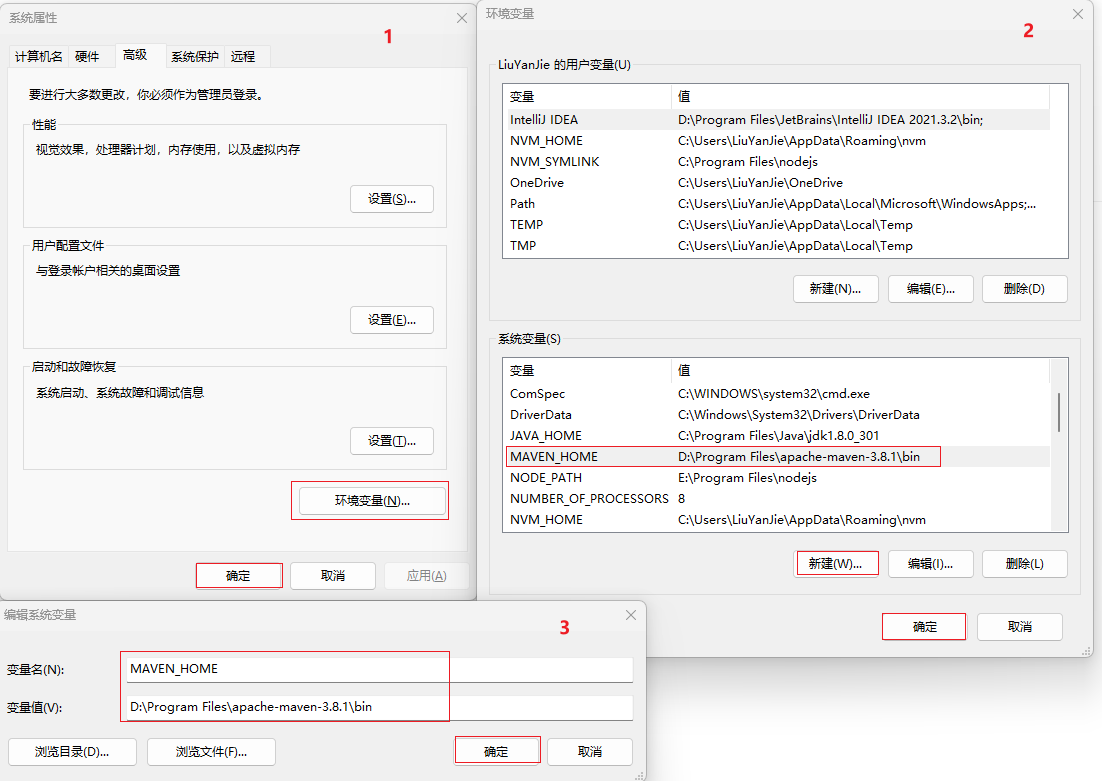 系统属性
1
计算机名 硬件 高级 系统保护 远程
要进行大多数更改，你必须作为管理员登录。
性能
视觉效果，处理器计划，内存使用，以及虚拟内存
设置(S)...
用户配置文件
与登录帐户相关的桌面设置
设置(E)...
启动和故障恢复
系统启动、系统故障和调试信息
设置(T)...
环境变量(N)...
确定 取消 应用(A)
环境变量
2
LiuYanJie 的用户变量(U)
变量 值
IntelliJ IDEA D:\Program Files\JetBrains\IntelliJ IDEA 2021.3.2\bin;
NVM_HOME C:\Users\LiuYanJie\AppData\Roaming\nvm
NVM_SYMLINK C:\Program Files\nodejs
OneDrive C:\Users\LiuYanJie\OneDrive
Path C:\Users\LiuYanJie\AppData\Local\Microsoft\WindowsApps;...
TEMP C:\Users\LiuYanJie\AppData\Local\Temp
TMP C:\Users\LiuYanJie\AppData\Local\Temp
新建(N)... 编辑(E)... 删除(D)
系统变量(S)
变量 值
ComSpec C:\WINDOWS\system32\cmd.exe
DriverData C:\Windows\System32\Drivers\DriverData
JAVA_HOME C:\Program Files\Java\jdk1.8.0_301
MAVEN_HOME D:\Program Files\apache-maven-3.8.1\bin
NODE_PATH E:\Program Files\nodejs
NUMBER_OF_PROCESSORS 8
NVM_HOME C:\Users\LiuYanJie\AppData\Roaming\nvm
新建(W)... 编辑(I)... 删除(L)
确定 取消
编辑系统变量
3
变量名(N): MAVEN_HOME
变量值(V): D:\Program Files\apache-maven-3.8.1\bin
浏览目录(D)... 浏览文件(F)... 确定 取消